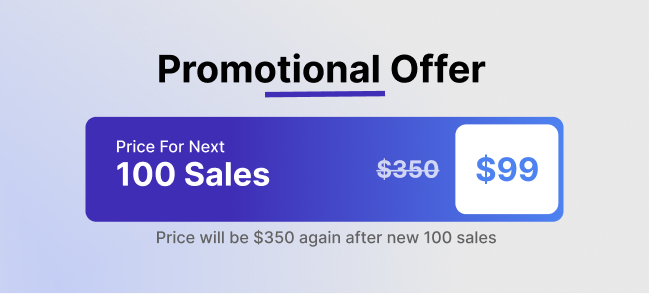 Promotional Offer
Price For Next
100 Sales
$350
$99
Price will be $350 again after new 100 sales